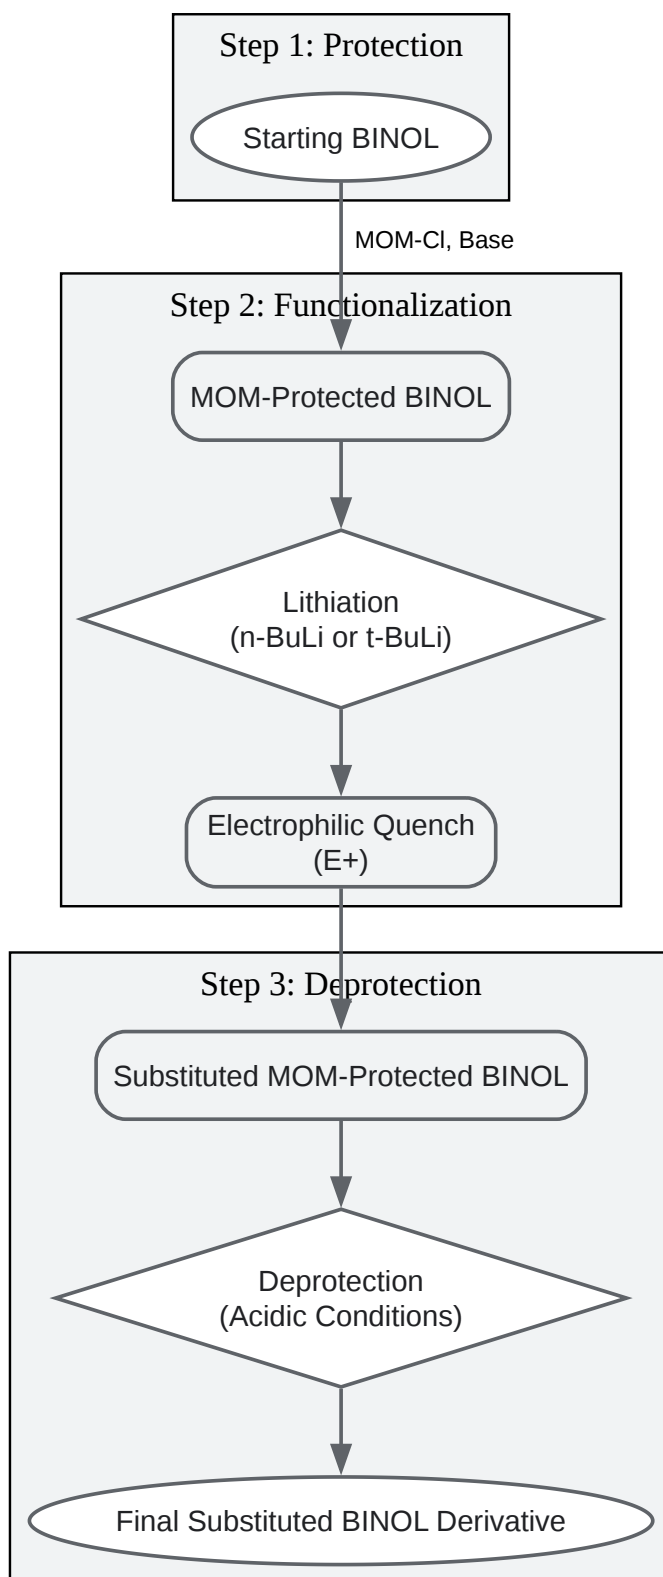 Step 1: Protection
Starting BINOL
MOM-Cl, Base
Step 2: Functionalization
MOM-Protected BINOL
Lithiation
(n-BuLi or t-BuLi)
Electrophilic Quench
(E+)
Step 3: Deprotection
Substituted MOM-Protected BINOL
Deprotection
(Acidic Conditions)
Final Substituted BINOL Derivative